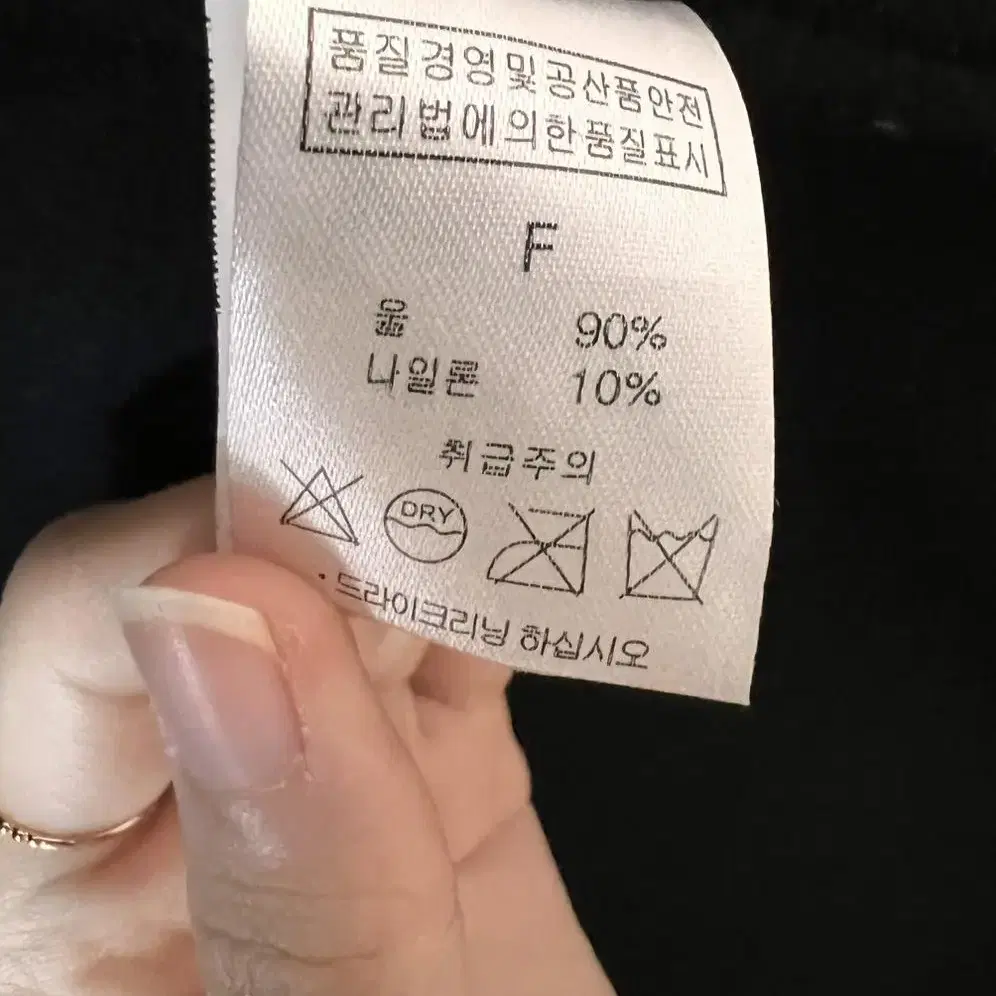 품질경영및공산품안전
관리법에의한품질표시
F
울 90%
나일론 10%
취급주의
DRY
· 드라이크리닝 하십시오